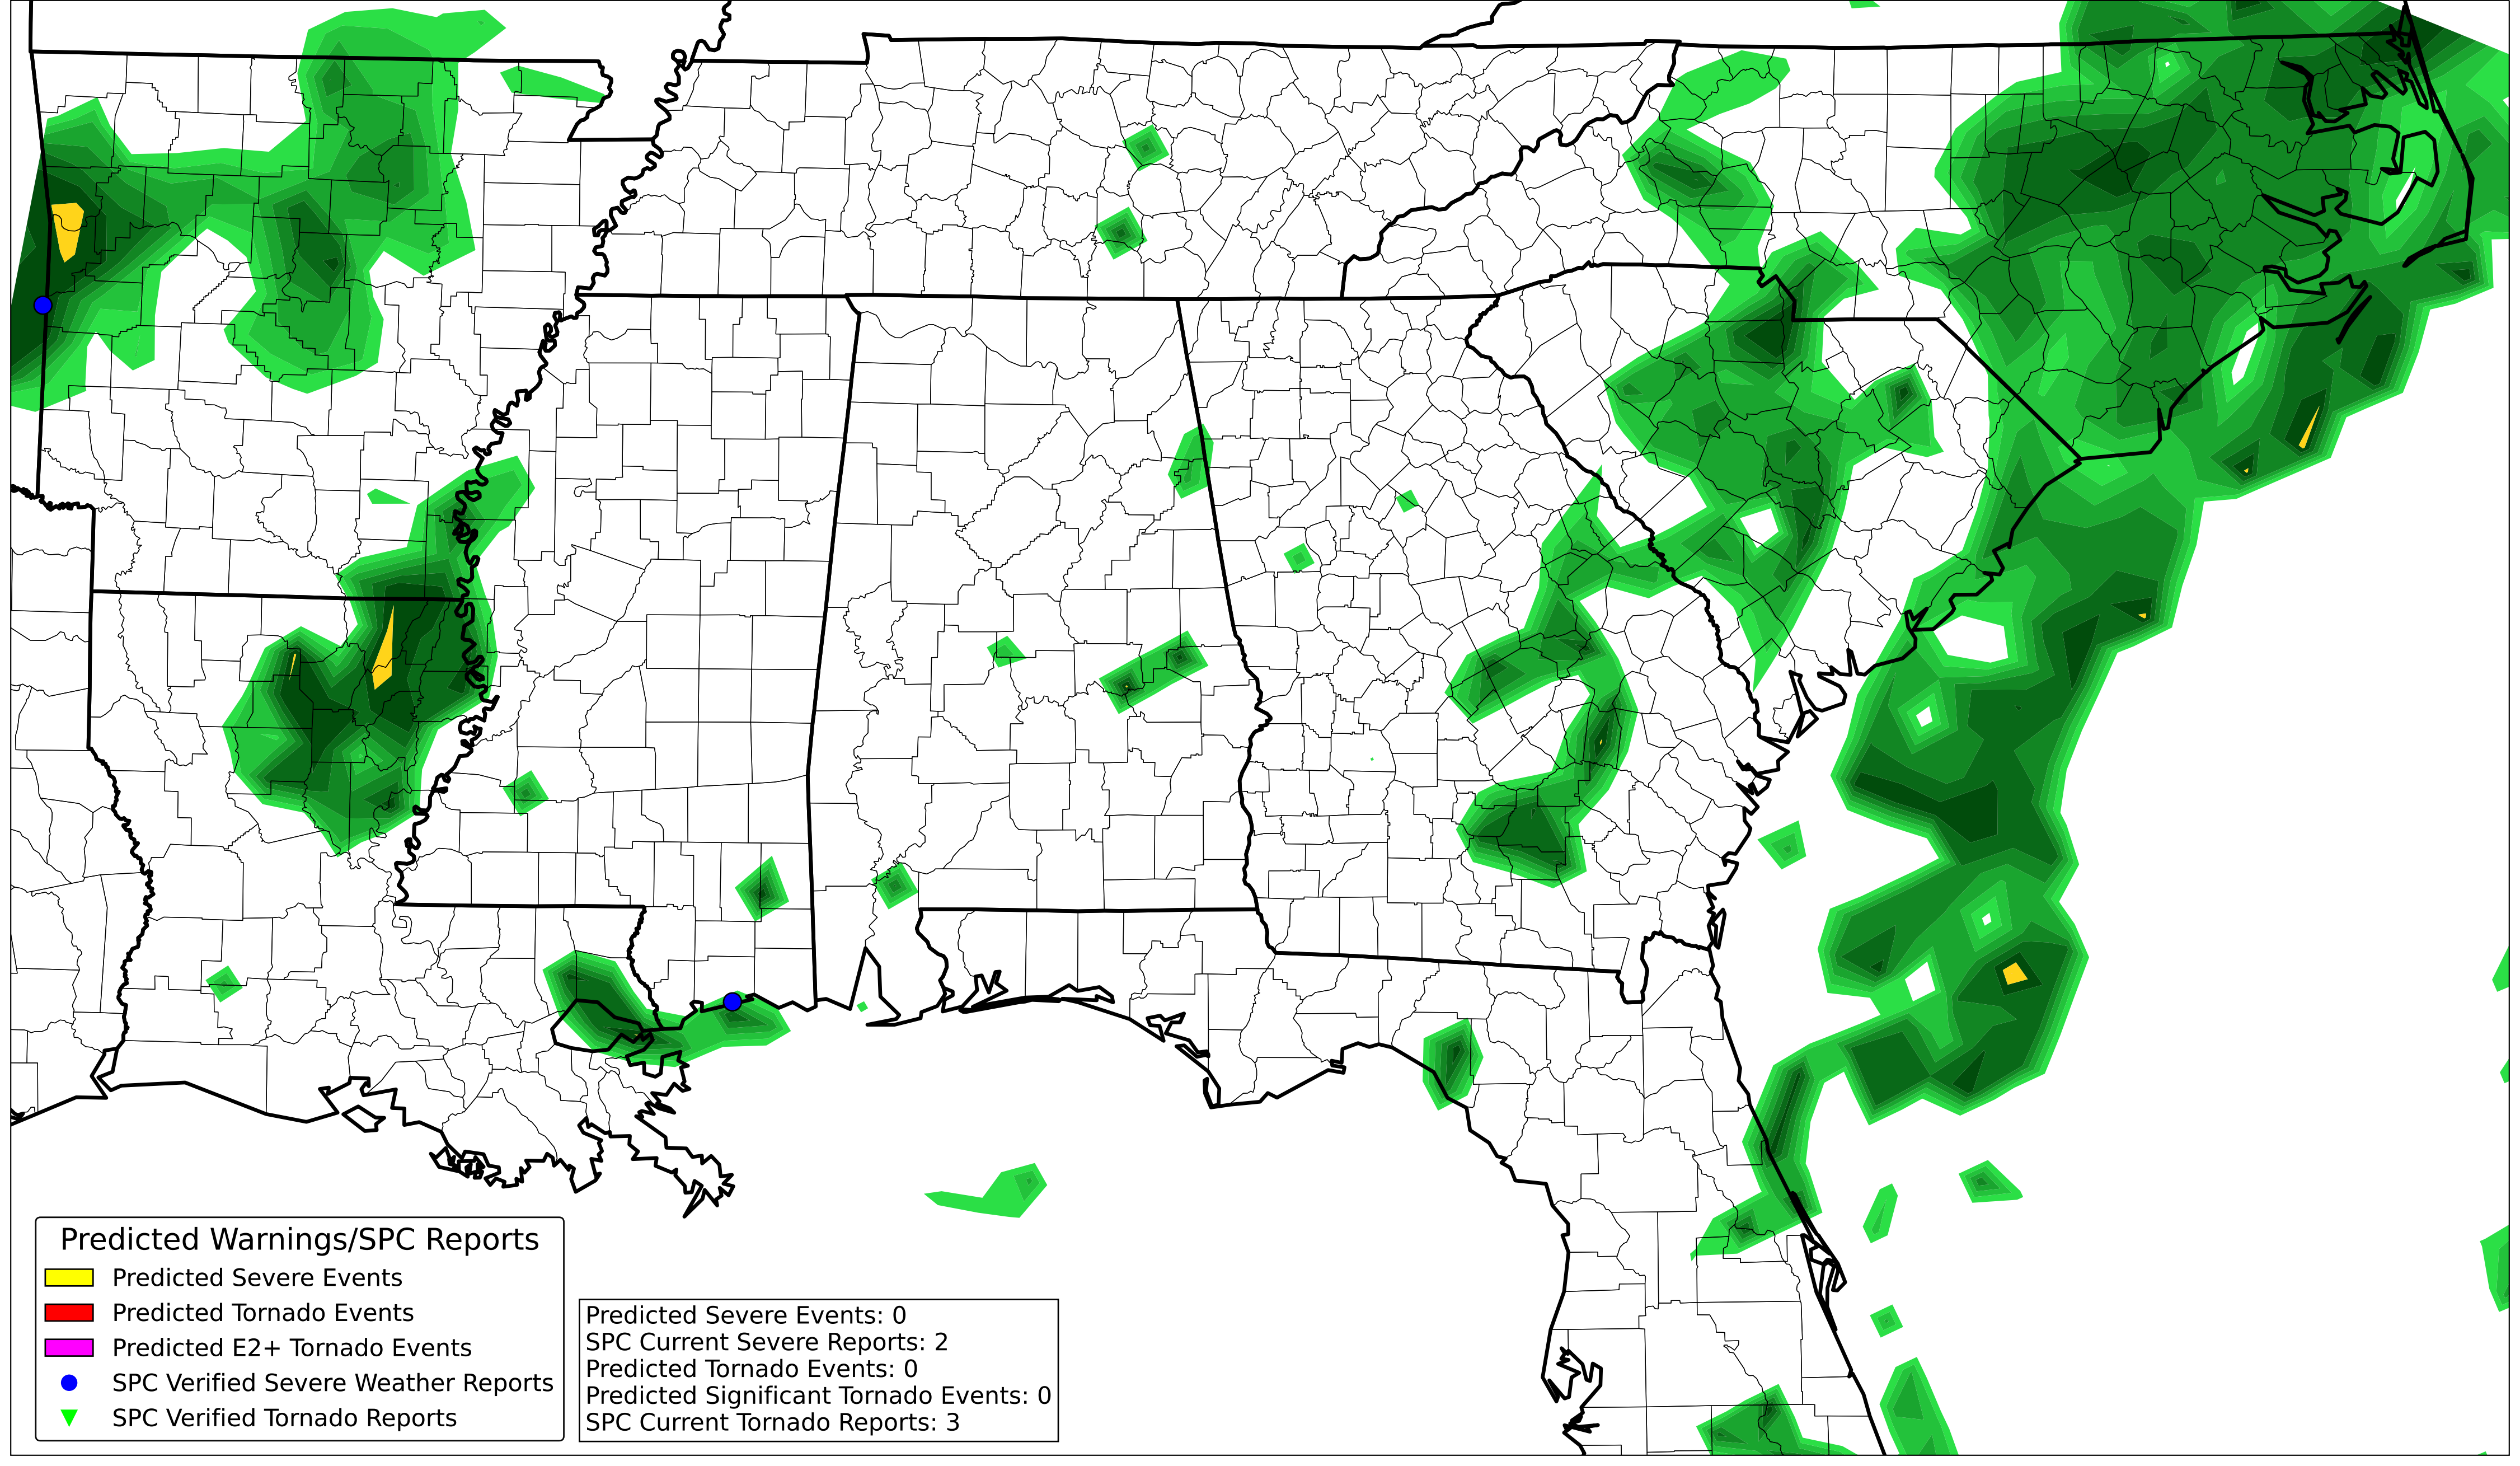 Predicted Warnings/SPC Reports
Predicted Severe Events
Predicted Tornado Events
Predicted E2+ Tornado Events
SPC Verified Severe Weather Reports
SPC Verified Tornado Reports
Predicted Severe Events: 0
SPC Current Severe Reports: 2
Predicted Tornado Events: 0
Predicted Significant Tornado Events: 0
SPC Current Tornado Reports: 3